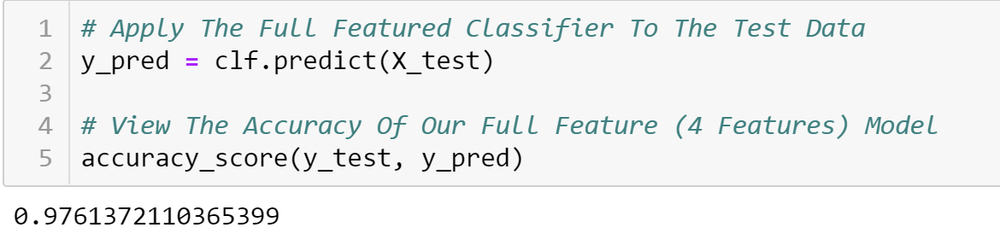 1 # Apply The Full Featured Classifier To The Test Data
2 y_pred = clf.predict(X_test)
3
4 # View The Accuracy Of Our Full Feature (4 Features) Model
5 accuracy_score(y_test, y_pred)
0.9761372110365399